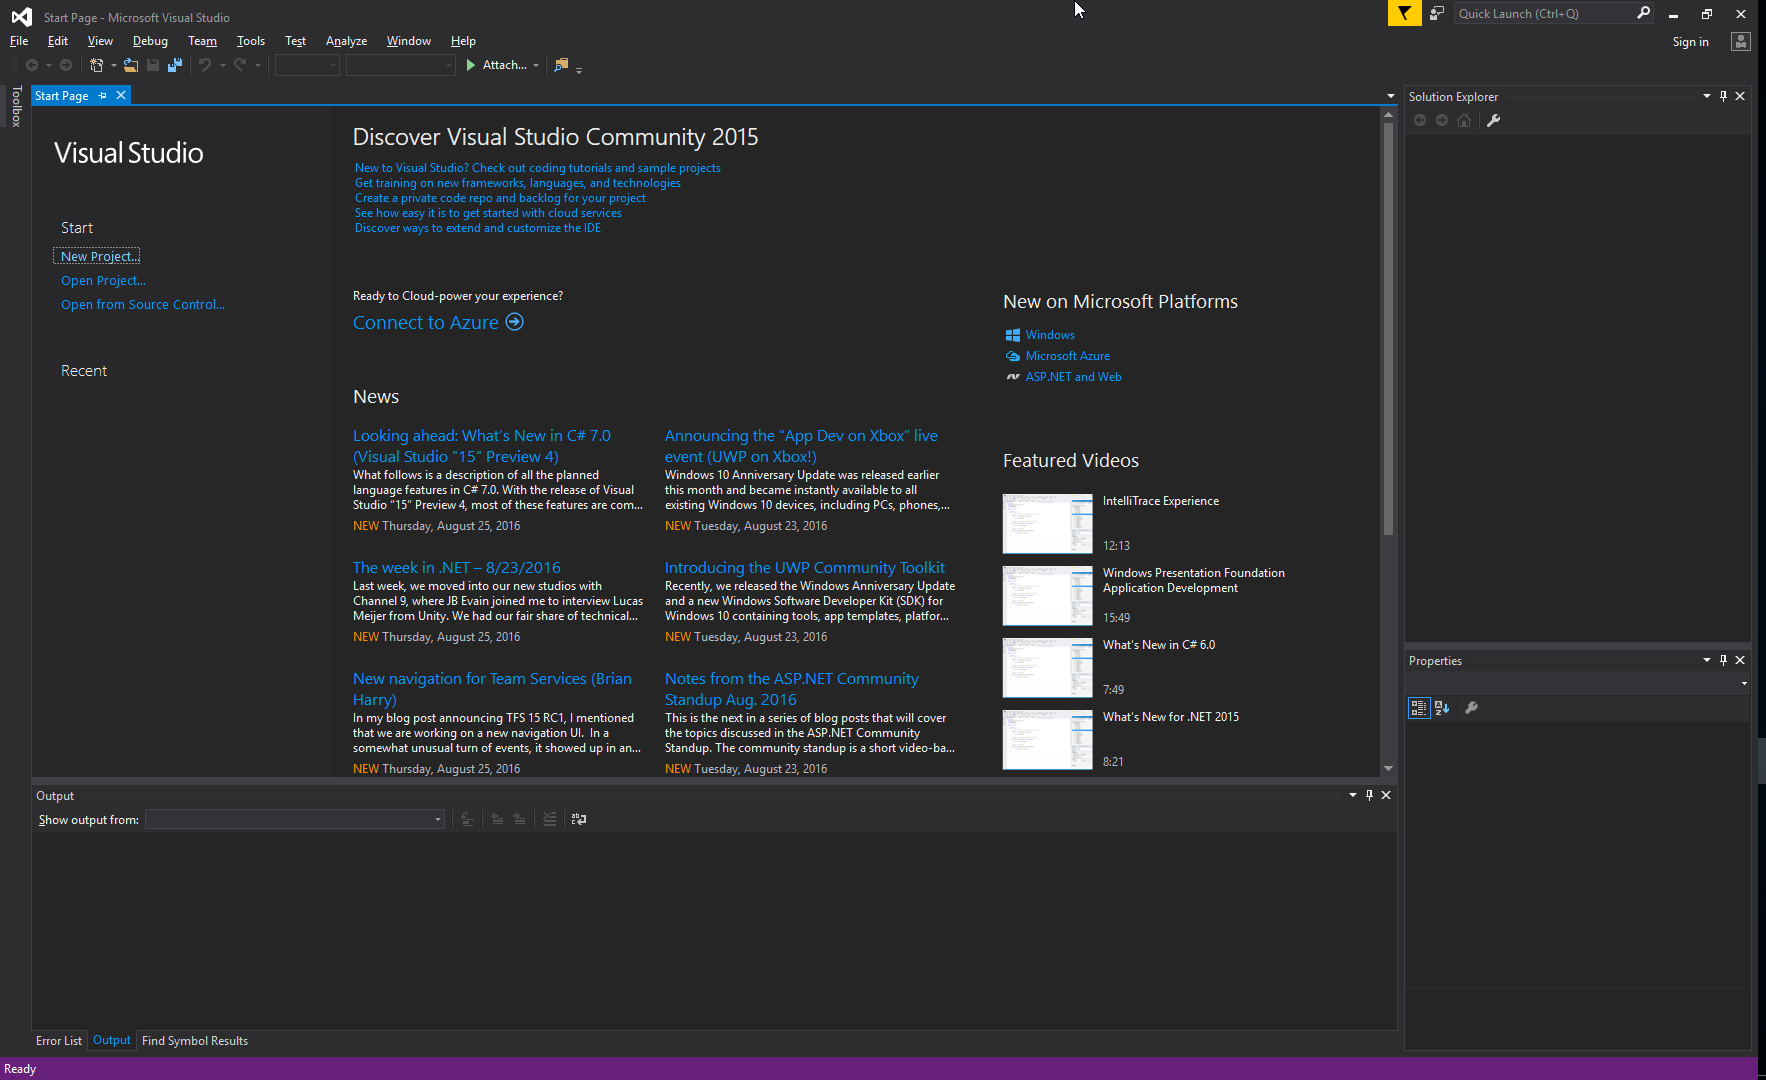 Start Page - Microsoft Visual Studio
Quick Launch (Ctrl+Q)
File Edit View Debug Team Tools Test Analyze Window Help
Sign in
Attach...
Toolbox
Start Page
Visual Studio
Start
New Project...
Open Project...
Open from Source Control...
Recent
Discover Visual Studio Community 2015
New to Visual Studio? Check out coding tutorials and sample projects
Get training on new frameworks, languages, and technologies
Create a private code repo and backlog for your project
See how easy it is to get started with cloud services
Discover ways to extend and customize the IDE
Ready to Cloud-power your experience?
Connect to Azure
News
Looking ahead: What's New in C# 7.0
(Visual Studio "15" Preview 4)
What follows is a description of all the planned
language features in C# 7.0. With the release of Visual
Studio "15" Preview 4, most of these features are com...
NEW Thursday, August 25, 2016
The week in .NET – 8/23/2016
Last week, we moved into our new studios with
Channel 9, where JB Evain joined me to interview Lucas
Meijer from Unity. We had our fair share of technical...
NEW Thursday, August 25, 2016
New navigation for Team Services (Brian
Harry)
In my blog post announcing TFS 15 RC1, I mentioned
that we are working on a new navigation UI. In a
somewhat unusual turn of events, it showed up in an...
NEW Thursday, August 25, 2016
Announcing the "App Dev on Xbox" live
event (UWP on Xbox!)
Windows 10 Anniversary Update was released earlier
this month and became instantly available to all
existing Windows 10 devices, including PCs, phones,...
NEW Tuesday, August 23, 2016
Introducing the UWP Community Toolkit
Recently, we released the Windows Anniversary Update
and a new Windows Software Developer Kit (SDK) for
Windows 10 containing tools, app templates, platfor...
NEW Tuesday, August 23, 2016
Notes from the ASP.NET Community
Standup Aug. 2016
This is the next in a series of blog posts that will cover
the topics discussed in the ASP.NET Community
Standup. The community standup is a short video-ba...
NEW Tuesday, August 23, 2016
New on Microsoft Platforms
Windows
Microsoft Azure
ASP.NET and Web
Featured Videos
IntelliTrace Experience
12:13
Windows Presentation Foundation
Application Development
15:49
What's New in C# 6.0
7:49
What's New for .NET 2015
8:21
Solution Explorer
Properties
Output
Show output from:
Error List Output Find Symbol Results
Ready